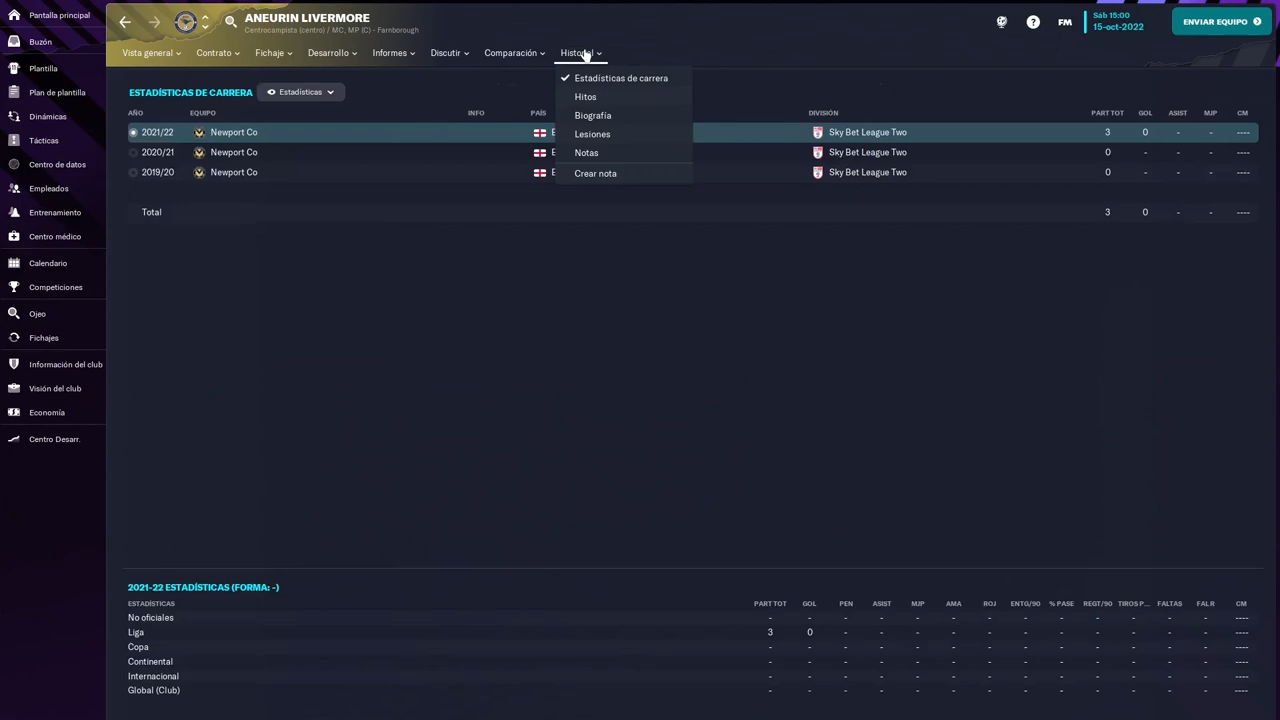 Pantalla principal
Buzón
Plantilla
Plan de plantilla
Dinámicas
Tácticas
Centro de datos
Empleados
Entrenamiento
Centro médico
Calendario
Competiciones
Ojeo
Fichajes
Información del club
Visión del club
Economía
Centro Desarr.
ANEURIN LIVERMORE
Centrocampista (centro) / MC, MP (C) - Farnborough
FM
Sáb 15:00
15-oct-2022
ENVIAR EQUIPO
Vista general Contrato Fichaje Desarrollo Informes Discutir Comparación Historial
Estadísticas de carrera
Hitos
Biografía
Lesiones
Notas
Crear nota
ESTADÍSTICAS DE CARRERA Estadísticas
AÑO EQUIPO INFO PAÍS DIVISIÓN PART TOT GOL ASIST MJP CM
2021/22 Newport Co E Sky Bet League Two 3 0 - - ----
2020/21 Newport Co E Sky Bet League Two 0 - - - ----
2019/20 Newport Co E Sky Bet League Two 0 - - - ----
Total 3 0 - - ----
2021-22 ESTADÍSTICAS (FORMA: -)
ESTADÍSTICAS PART TOT GOL PEN ASIST MJP AMA ROJ ENTG/90 % PASE REGT/90 TIROS P... FALTAS FAL R CM
No oficiales - - - - - - - - - - - - - ----
Liga 3 0 - - - - - - - - - - - ----
Copa - - - - - - - - - - - - - ----
Continental - - - - - - - - - - - - - ----
Internacional - - - - - - - - - - - - - ----
Global (Club) - - - - - - - - - - - - - ----